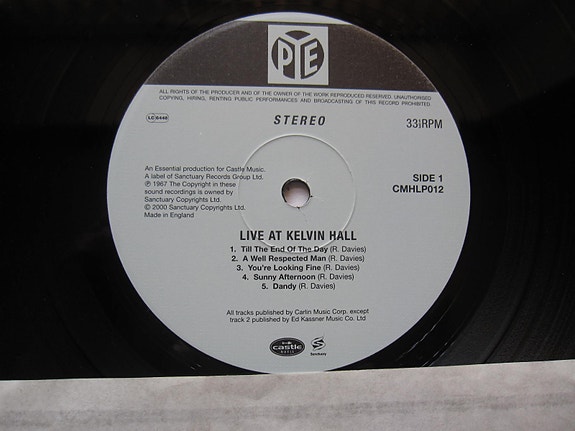 PYE
ALL RIGHTS OF THE PRODUCER AND OF THE OWNER OF THE WORK REPRODUCED RESERVED. UNAUTHORISED
COPYING, HIRING, RENTING PUBLIC PERFORMANCES AND BROADCASTING OF THIS RECORD PROHIBITED.
LC 6448
STEREO
33⅓RPM
An Essential production for Castle Music.
A label of Sanctuary Records Group Ltd.
℗ 1967 The Copyright in these
sound recordings is owned by
Sanctuary Copyrights Ltd.
© 2000 Sanctuary Copyrights Ltd.
Made in England
SIDE 1
CMHLP012
LIVE AT KELVIN HALL
1. Till The End Of The Day (R. Davies)
2. A Well Respected Man (R. Davies)
3. You're Looking Fine (R. Davies)
4. Sunny Afternoon (R. Davies)
5. Dandy (R. Davies)
All tracks published by Carlin Music Corp. except
track 2 published by Ed Kassner Music Co. Ltd
castle
music
Sanctuary